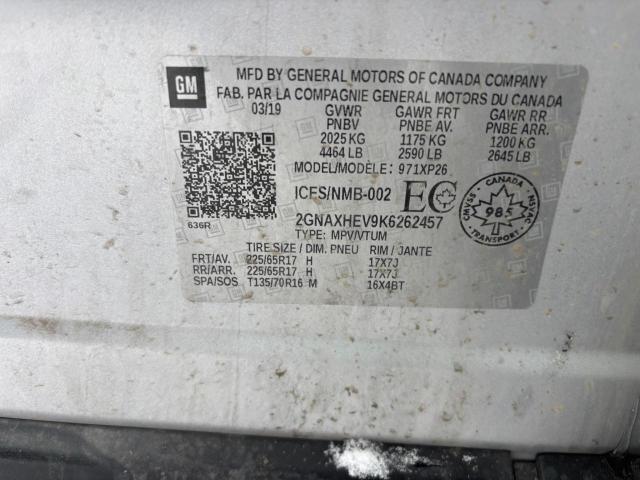 GM
MFD BY GENERAL MOTORS OF CANADA COMPANY
FAB. PAR LA COMPAGNIE GENERAL MOTORS DU CANADA
03/19 GVWR GAWR FRT GAWR RR
PNBV PNBE AV. PNBE ARR.
2025 KG 1175 KG 1200 KG
4464 LB 2590 LB 2645 LB
MODEL/MODÈLE: 971XP26
ICES/NMB-002 EC
636R
2GNAXHEV9K6262457
TYPE: MPV/VTUM
CMVSS CANADA NSVAC
985
TRANSPORT
TIRE SIZE / DIM. PNEU RIM / JANTE
FRT/AV. 225/65R17 H 17X7J
RR/ARR. 225/65R17 H 17X7J
SPA/SOS T135/70R16 M 16X4BT